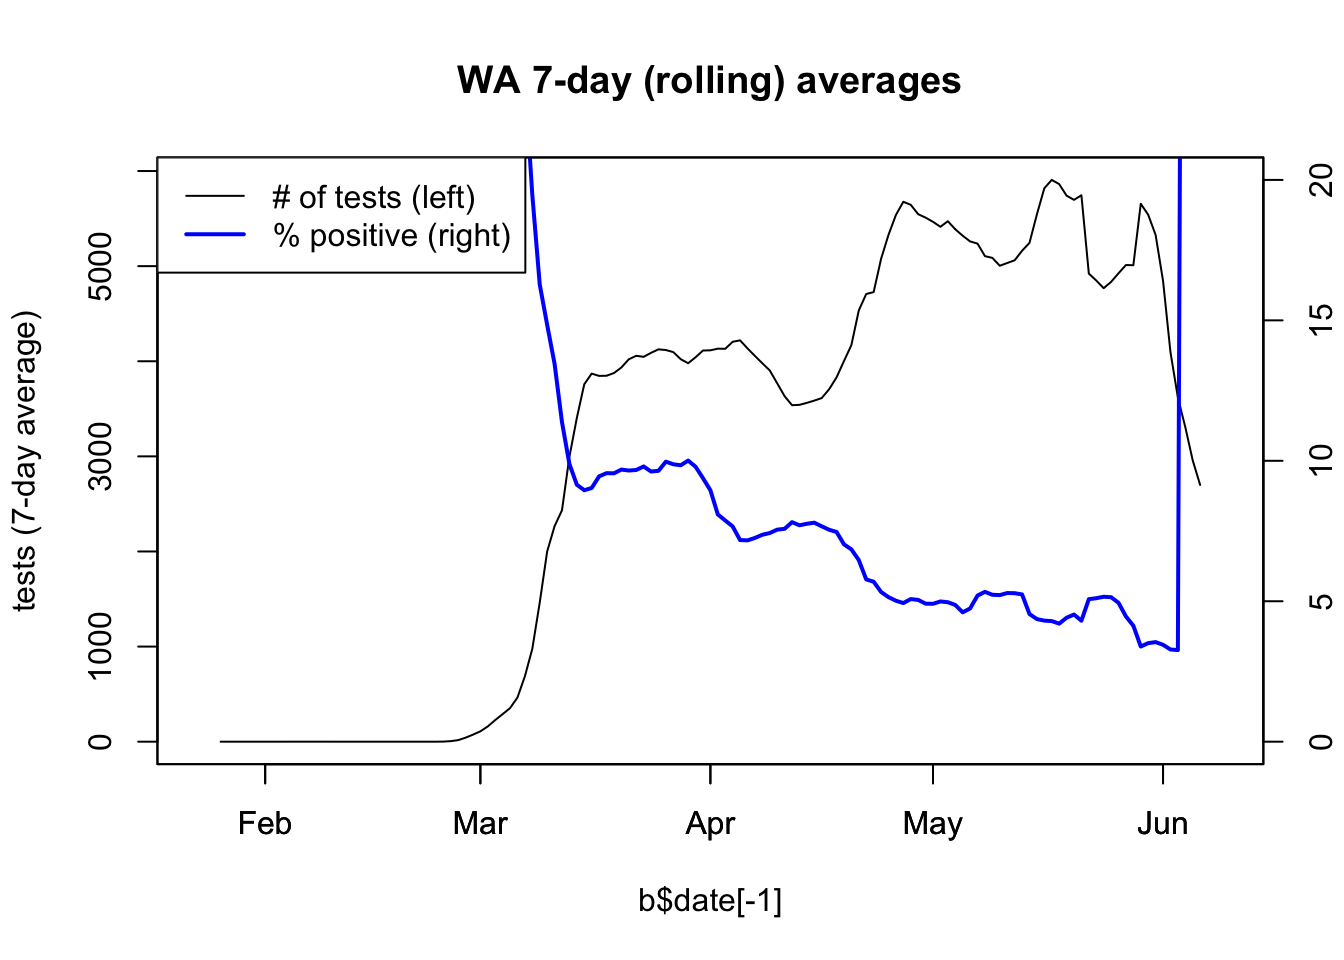 WA 7-day (rolling) averages
# of tests (left)
% positive (right)
tests (7-day average)
5000
3000
1000
0
20
15
10
5
0
Feb Mar Apr May Jun
b$date[-1]